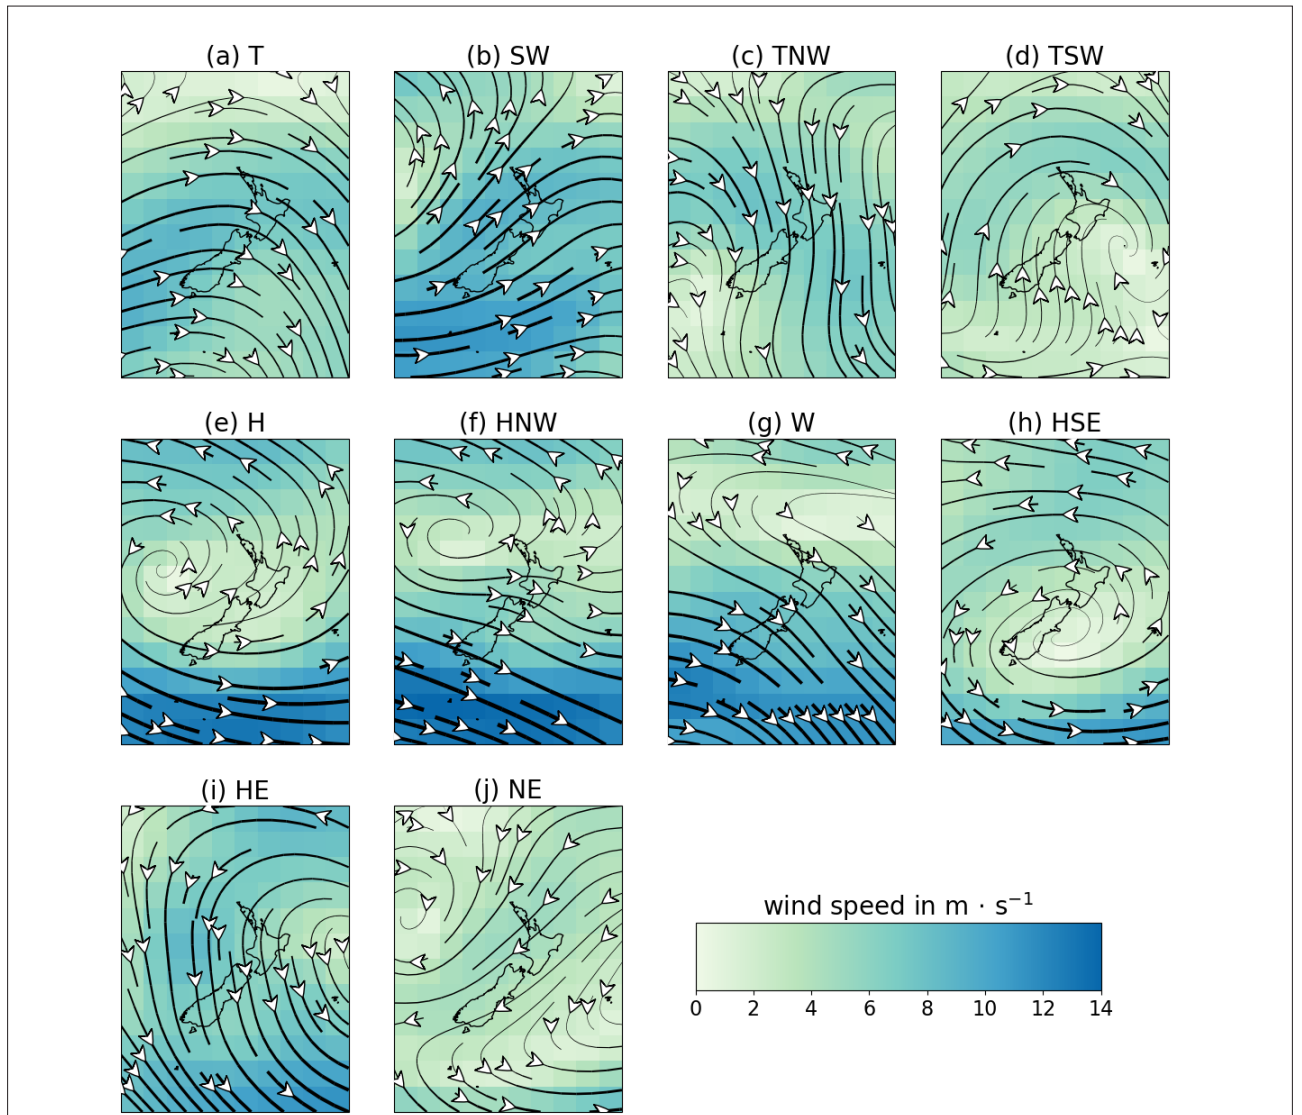 (a) T (b) SW (c) TNW (d) TSW
(e) H (f) HNW (g) W (h) HSE
(i) HE (j) NE
wind speed in m · s⁻¹
0 2 4 6 8 10 12 14